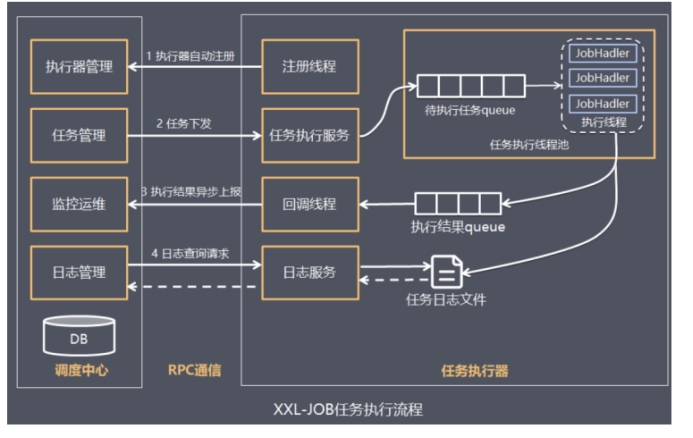 执行器管理
1 执行器自动注册
注册线程
JobHadler
JobHadler
JobHadler
执行线程
待执行任务queue
任务执行线程池
任务管理
2 任务下发
任务执行服务
监控运维
3 执行结果异步上报
回调线程
执行结果queue
日志管理
4 日志查询请求
日志服务
任务日志文件
DB
调度中心
RPC通信
任务执行器
XXL-JOB任务执行流程